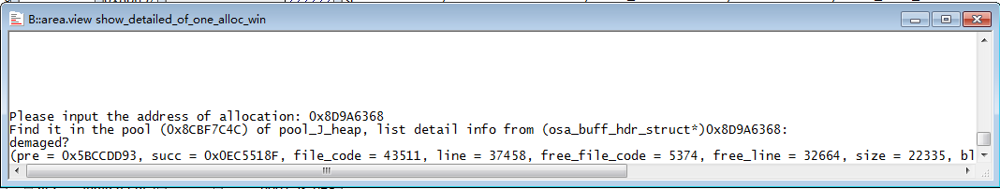 B::area.view show_detailed_of_one_alloc_win
Please input the address of allocation: 0x8D9A6368
Find it in the pool (0x8CBF7C4C) of pool_J_heap, list detail info from (osa_buff_hdr_struct*)0x8D9A6368:
demaged?
(pre = 0x5BCCDD93, succ = 0x0EC5518F, file_code = 43511, line = 37458, free_file_code = 5374, free_line = 32664, size = 22335, bl